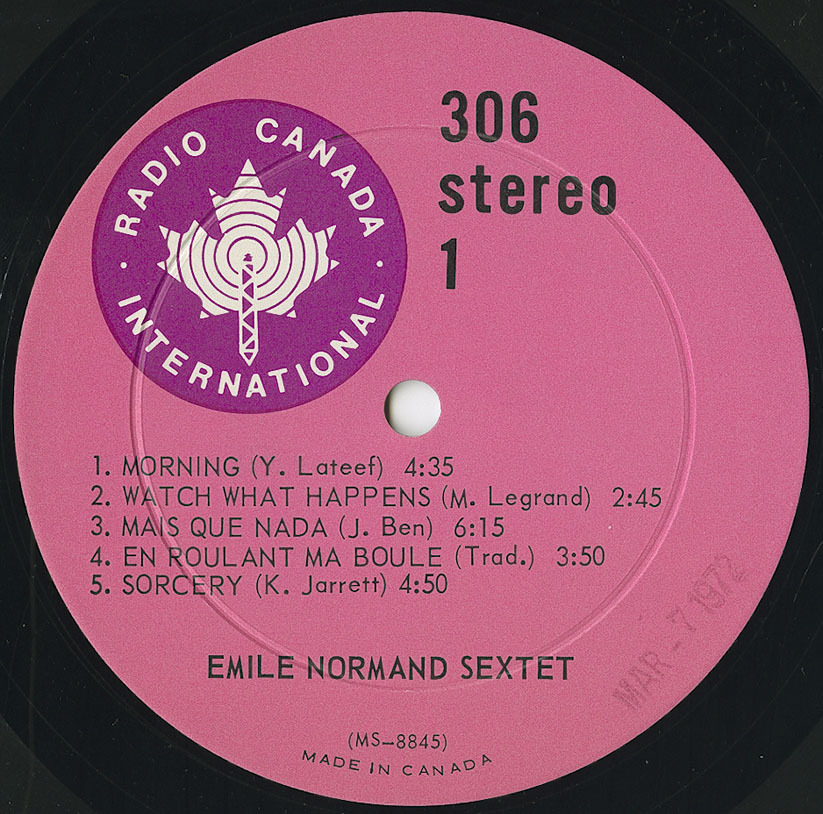 RADIO CANADA
INTERNATIONAL
306
stereo
1
1. MORNING (Y. Lateef) 4:35
2. WATCH WHAT HAPPENS (M. Legrand) 2:45
3. MAIS QUE NADA (J. Ben) 6:15
4. EN ROULANT MA BOULE (Trad.) 3:50
5. SORCERY (K. Jarrett) 4:50
MAR -7 1972
EMILE NORMAND SEXTET
(MS-8845)
MADE IN CANADA